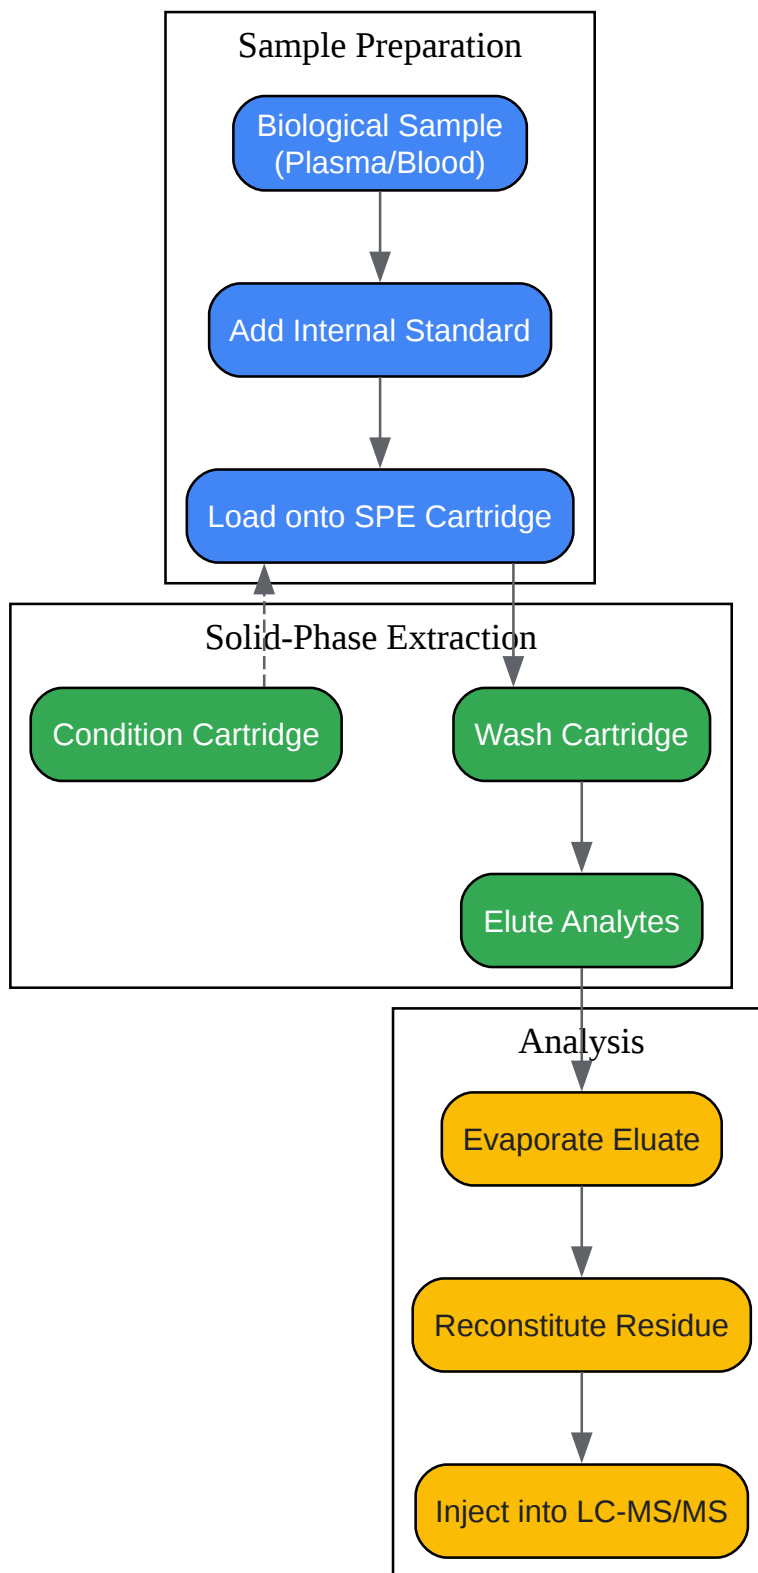 Sample Preparation
Biological Sample
(Plasma/Blood)
Add Internal Standard
Load onto SPE Cartridge
Solid-Phase Extraction
Condition Cartridge
Wash Cartridge
Elute Analytes
Analysis
Evaporate Eluate
Reconstitute Residue
Inject into LC-MS/MS